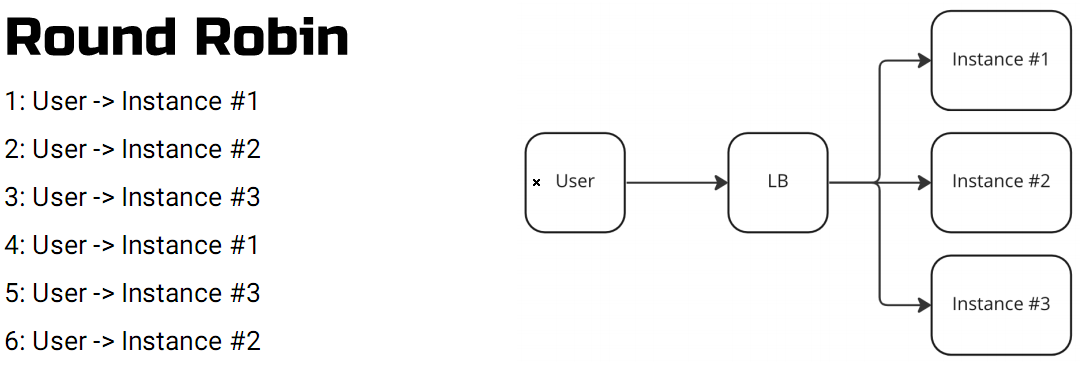 Round Robin
1: User -> Instance #1
2: User -> Instance #2
3: User -> Instance #3
4: User -> Instance #1
5: User -> Instance #3
6: User -> Instance #2
User
LB
Instance #1
Instance #2
Instance #3